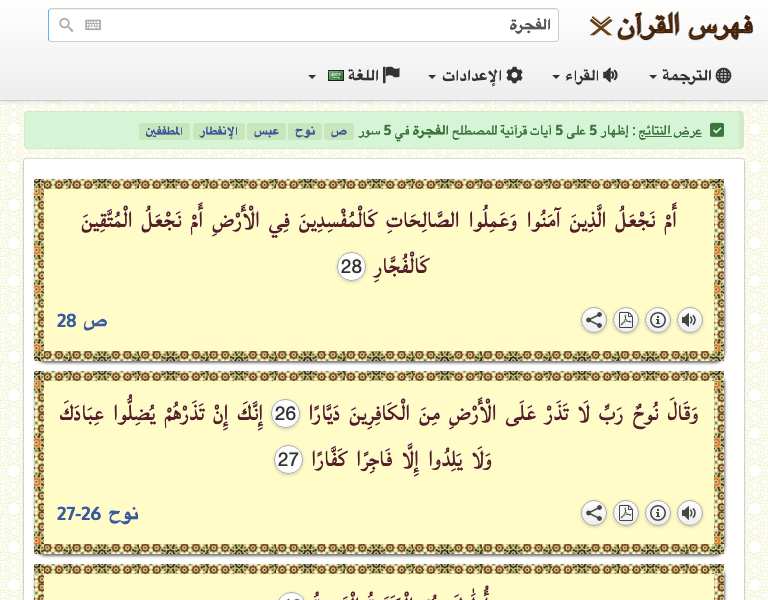 فهرس القرآن
الفجرة
الترجمة
القراء
الإعدادات
اللغة
عرض النتائج : إظهار 5 على 5 آيات قرآنية للمصطلح الفجرة في 5 سور ص نوح عبس الإنفطار المطففين
أَمْ نَجْعَلُ الَّذِينَ آمَنُوا وَعَمِلُوا الصَّالِحَاتِ كَالْمُفْسِدِينَ فِي الْأَرْضِ أَمْ نَجْعَلُ الْمُتَّقِينَ
كَالْفُجَّارِ 28
ص 28
وَقَالَ نُوحٌ رَبِّ لَا تَذَرْ عَلَى الْأَرْضِ مِنَ الْكَافِرِينَ دَيَّارًا 26 إِنَّكَ إِنْ تَذَرْهُمْ يُضِلُّوا عِبَادَكَ
وَلَا يَلِدُوا إِلَّا فَاجِرًا كَفَّارًا 27
نوح 26-27